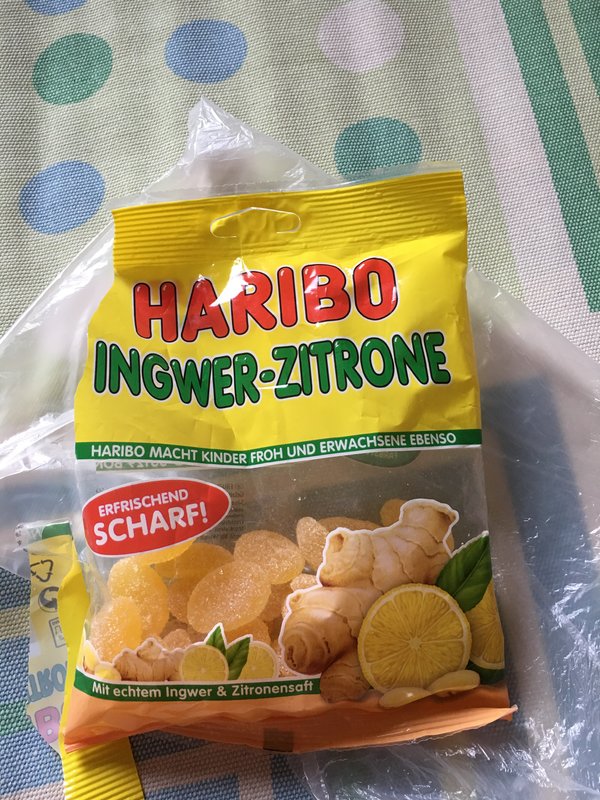 HARIBO
INGWER-ZITRONE
HARIBO MACHT KINDER FROH UND ERWACHSENE EBENSO
ERFRISCHEND
SCHARF!
Mit echtem Ingwer & Zitronensaft